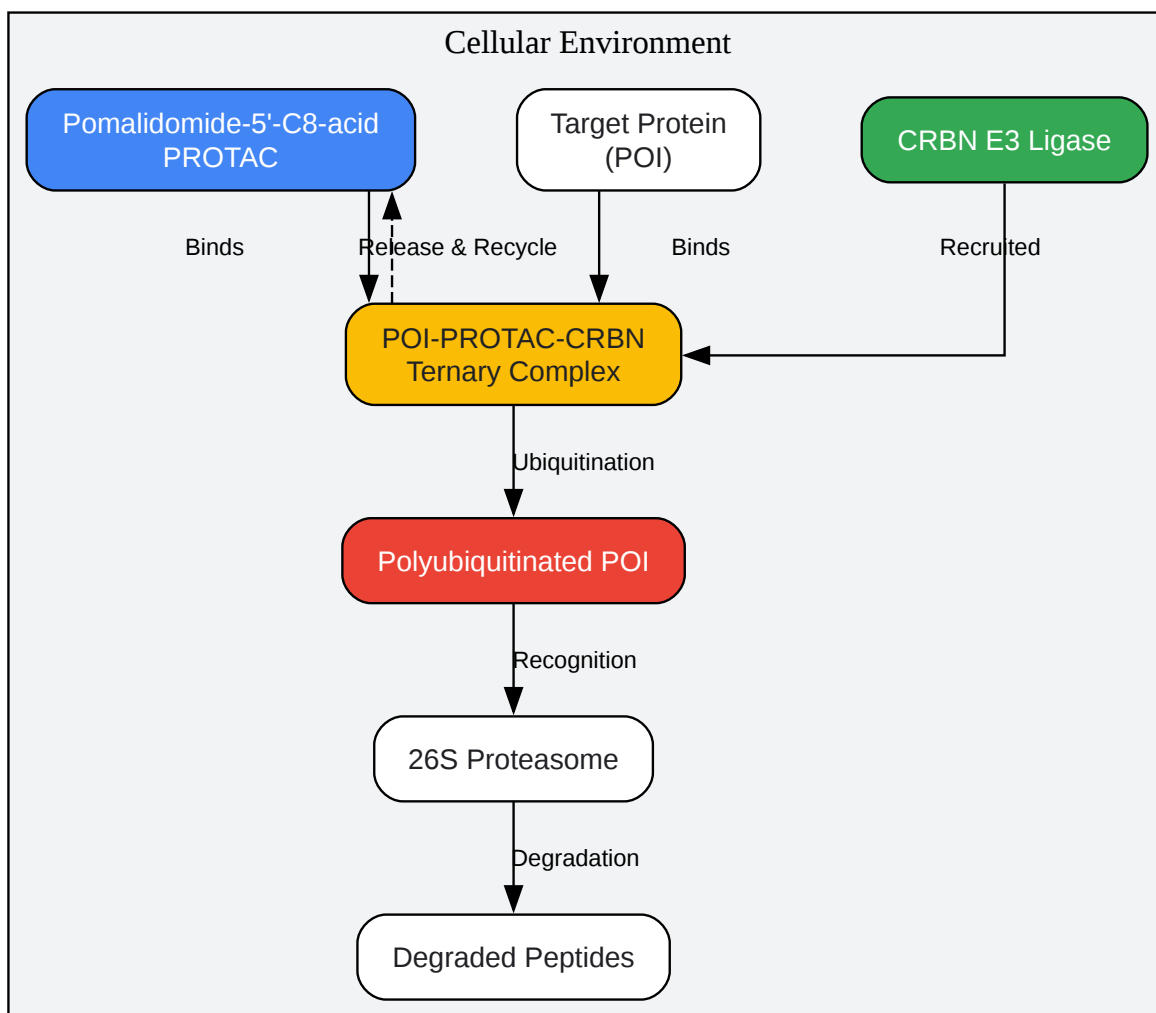 Cellular Environment
Pomalidomide-5'-C8-acid
PROTAC
Target Protein
(POI)
CRBN E3 Ligase
Binds
Release & Recycle
Binds
Recruited
POI-PROTAC-CRBN
Ternary Complex
Ubiquitination
Polyubiquitinated POI
Recognition
26S Proteasome
Degradation
Degraded Peptides